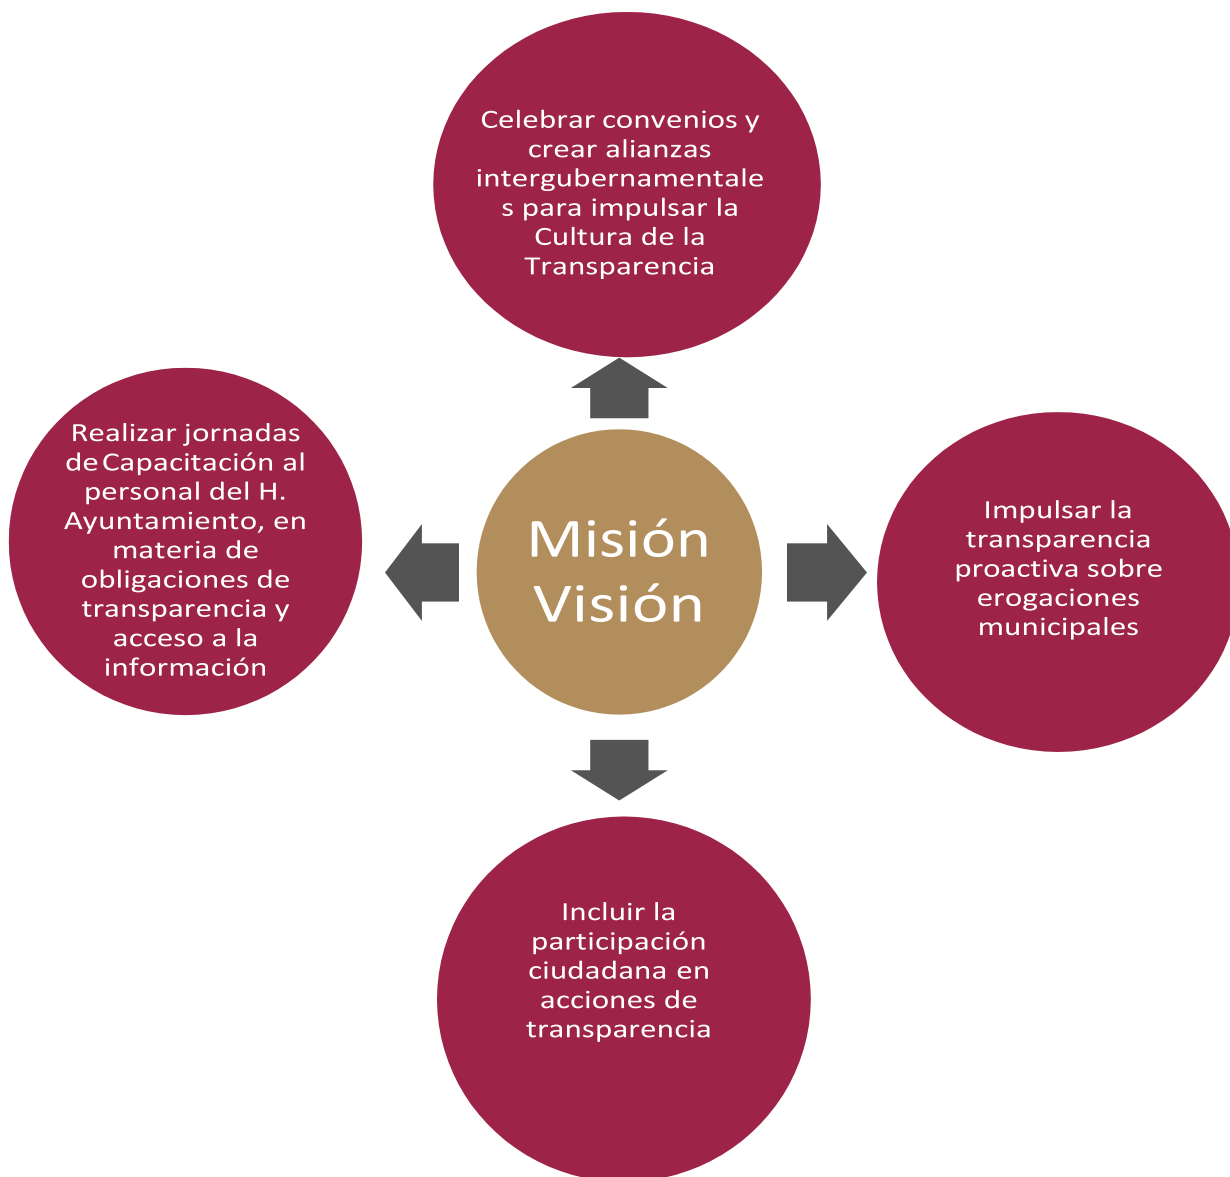 Celebrar convenios y
crear alianzas
intergubernamentale
s para impulsar la
Cultura de la
Transparencia
Realizar jornadas
de Capacitación al
personal del H.
Ayuntamiento, en
materia de
obligaciones de
transparencia y
acceso a la
información
Misión
Visión
Impulsar la
transparencia
proactiva sobre
erogaciones
municipales
Incluir la
participación
ciudadana en
acciones de
transparencia